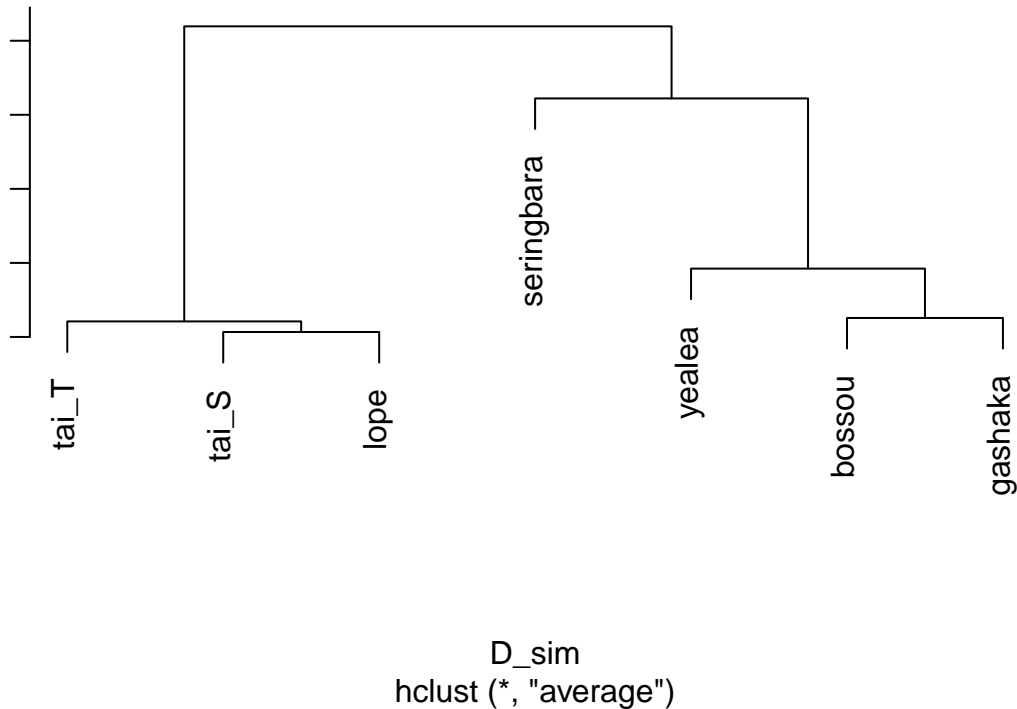 tai_T
tai_S
lope
seringbara
yealea
bossou
gashaka
D_sim
hclust (*, "average")